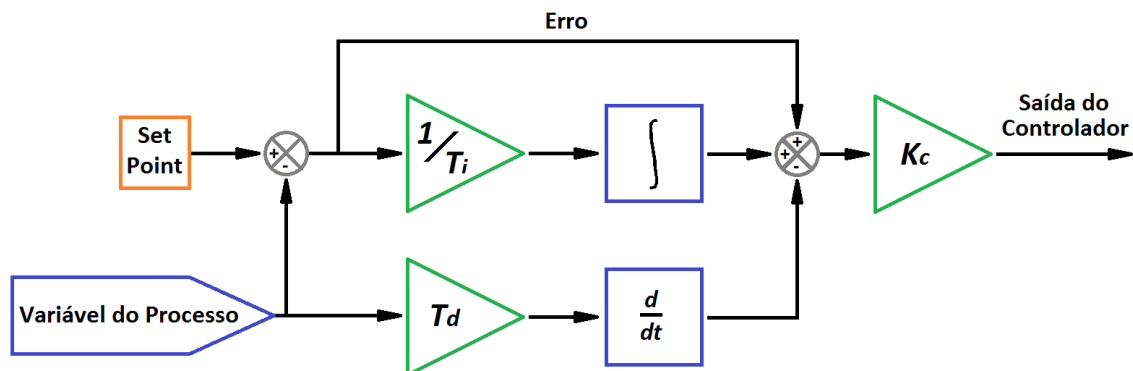 Erro
Set
Point
+
-
1/Ti
∫
+
+
-
Kc
Saída do
Controlador
Variável do Processo
Td
d
dt